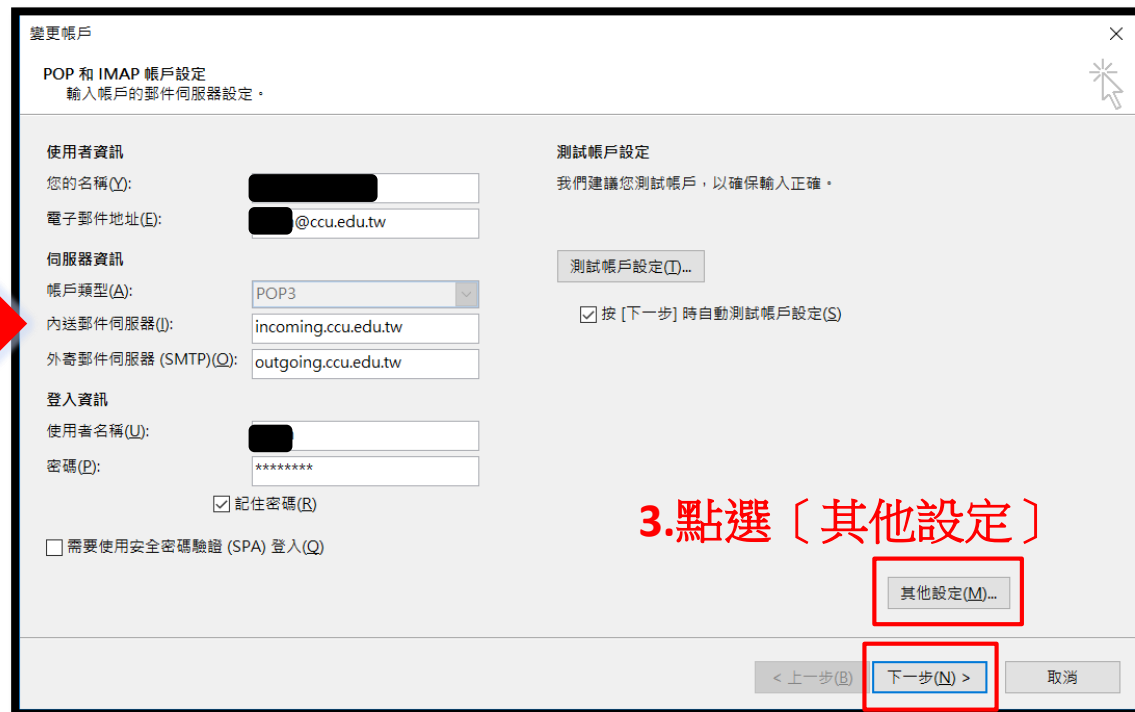 變更帳戶
POP 和 IMAP 帳戶設定
輸入帳戶的郵件伺服器設定。
使用者資訊
您的名稱(Y):
電子郵件地址(E):
@ccu.edu.tw
伺服器資訊
帳戶類型(A):
POP3
內送郵件伺服器(I):
incoming.ccu.edu.tw
外寄郵件伺服器 (SMTP)(O):
outgoing.ccu.edu.tw
登入資訊
使用者名稱(U):
密碼(P):
********
記住密碼(R)
需要使用安全密碼驗證 (SPA) 登入(Q)
測試帳戶設定
我們建議您測試帳戶，以確保輸入正確。
測試帳戶設定(T)...
按 [下一步] 時自動測試帳戶設定(S)
3.點選〔其他設定〕
其他設定(M)...
< 上一步(B)
下一步(N) >
取消